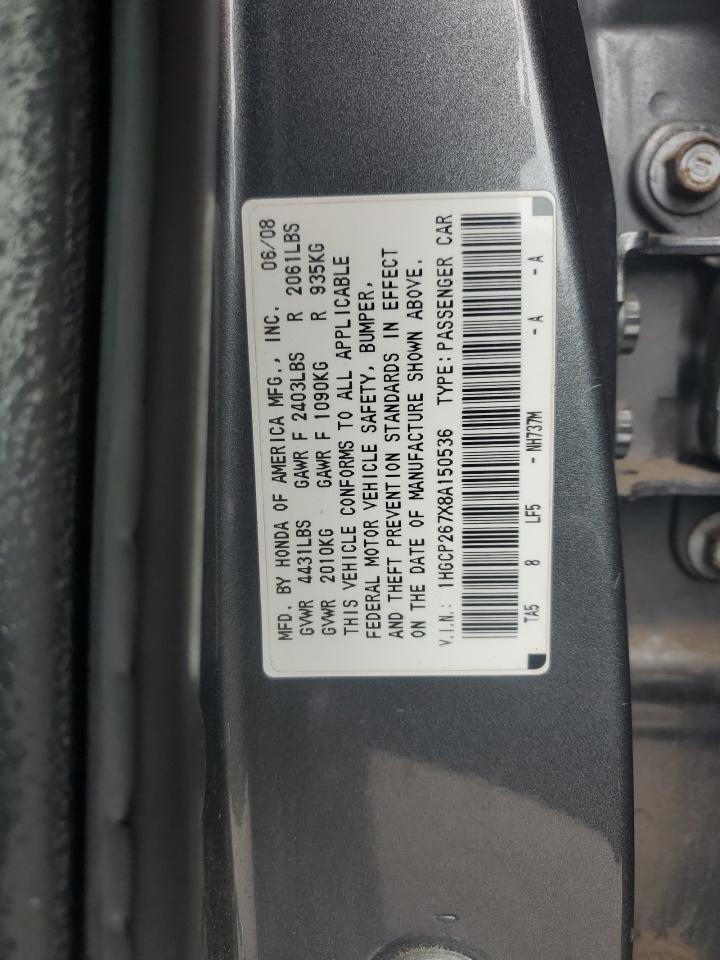 MFD. BY HONDA OF AMERICA MFG., INC. 06/08
GVWR 4431LBS GAWR F 2403LBS R 2061LBS
GVWR 2010KG GAWR F 1090KG R 935KG
THIS VEHICLE CONFORMS TO ALL APPLICABLE
FEDERAL MOTOR VEHICLE SAFETY, BUMPER,
AND THEFT PREVENTION STANDARDS IN EFFECT
ON THE DATE OF MANUFACTURE SHOWN ABOVE.
V.I.N.: 1HGCP267X8A150536 TYPE: PASSENGER CAR
TA5 8 LF5 - NH737M - A - A